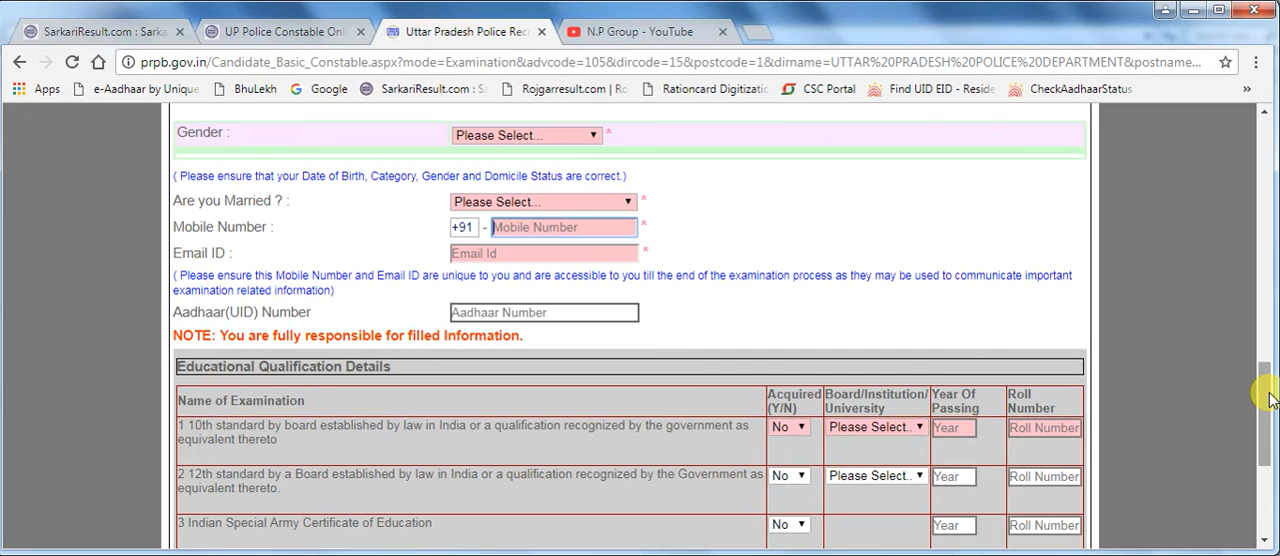 SarkariResult.com : Sarka
UP Police Constable Onl
Uttar Pradesh Police Rec
N.P Group - YouTube
prpb.gov.in/Candidate_Basic_Constable.aspx?mode=Examination&advcode=105&dircode=15&postcode=1&dirname=UTTAR%20PRADESH%20POLICE%20DEPARTMENT&postname...
Apps
e-Aadhaar by Unique
BhuLekh
Google
SarkariResult.com : S
Rojgarresult.com | Ro
Rationcard Digitizatio
CSC Portal
Find UID EID - Reside
CheckAadhaarStatus
»
Gender : Please Select... *
( Please ensure that your Date of Birth, Category, Gender and Domicile Status are correct.)
Are you Married ? : Please Select... *
Mobile Number : +91 - Mobile Number *
Email ID : Email Id *
( Please ensure this Mobile Number and Email ID are unique to you and are accessible to you till the end of the examination process as they may be used to communicate important
examination related information)
Aadhaar(UID) Number Aadhaar Number
NOTE: You are fully responsible for filled Information.
Educational Qualification Details
Name of Examination
Acquired
(Y/N)
Board/Institution/
University
Year Of
Passing
Roll
Number
1 10th standard by board established by law in India or a qualification recognized by the government as
equivalent thereto
No Please Select.. Year Roll Number
2 12th standard by a Board established by law in India or a qualification recognized by the Government as
equivalent thereto.
No Please Select.. Year Roll Number
3 Indian Special Army Certificate of Education
No Year Roll Number